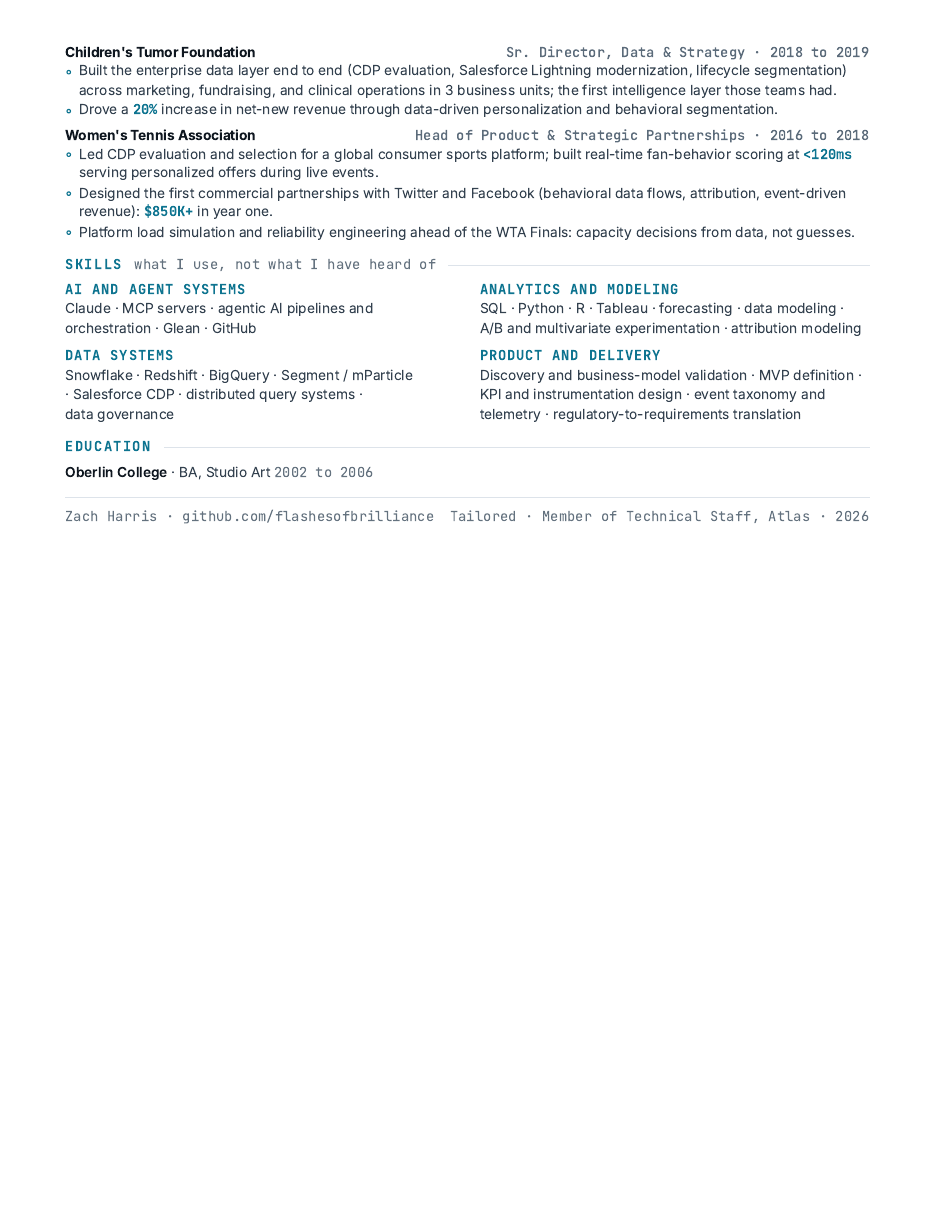 Children's Tumor Foundation Sr. Director, Data & Strategy · 2018 to 2019
Built the enterprise data layer end to end (CDP evaluation, Salesforce Lightning modernization, lifecycle segmentation)
across marketing, fundraising, and clinical operations in 3 business units; the first intelligence layer those teams had.
Drove a 20% increase in net-new revenue through data-driven personalization and behavioral segmentation.
Women's Tennis Association Head of Product & Strategic Partnerships · 2016 to 2018
Led CDP evaluation and selection for a global consumer sports platform; built real-time fan-behavior scoring at <120ms
serving personalized offers during live events.
Designed the first commercial partnerships with Twitter and Facebook (behavioral data flows, attribution, event-driven
revenue): $850K+ in year one.
Platform load simulation and reliability engineering ahead of the WTA Finals: capacity decisions from data, not guesses.
SKILLS what I use, not what I have heard of
AI AND AGENT SYSTEMS
Claude · MCP servers · agentic AI pipelines and
orchestration · Glean · GitHub
ANALYTICS AND MODELING
SQL · Python · R · Tableau · forecasting · data modeling ·
A/B and multivariate experimentation · attribution modeling
DATA SYSTEMS
Snowflake · Redshift · BigQuery · Segment / mParticle
· Salesforce CDP · distributed query systems ·
data governance
PRODUCT AND DELIVERY
Discovery and business-model validation · MVP definition ·
KPI and instrumentation design · event taxonomy and
telemetry · regulatory-to-requirements translation
EDUCATION
Oberlin College · BA, Studio Art 2002 to 2006
Zach Harris · github.com/flashesofbrilliance Tailored · Member of Technical Staff, Atlas · 2026